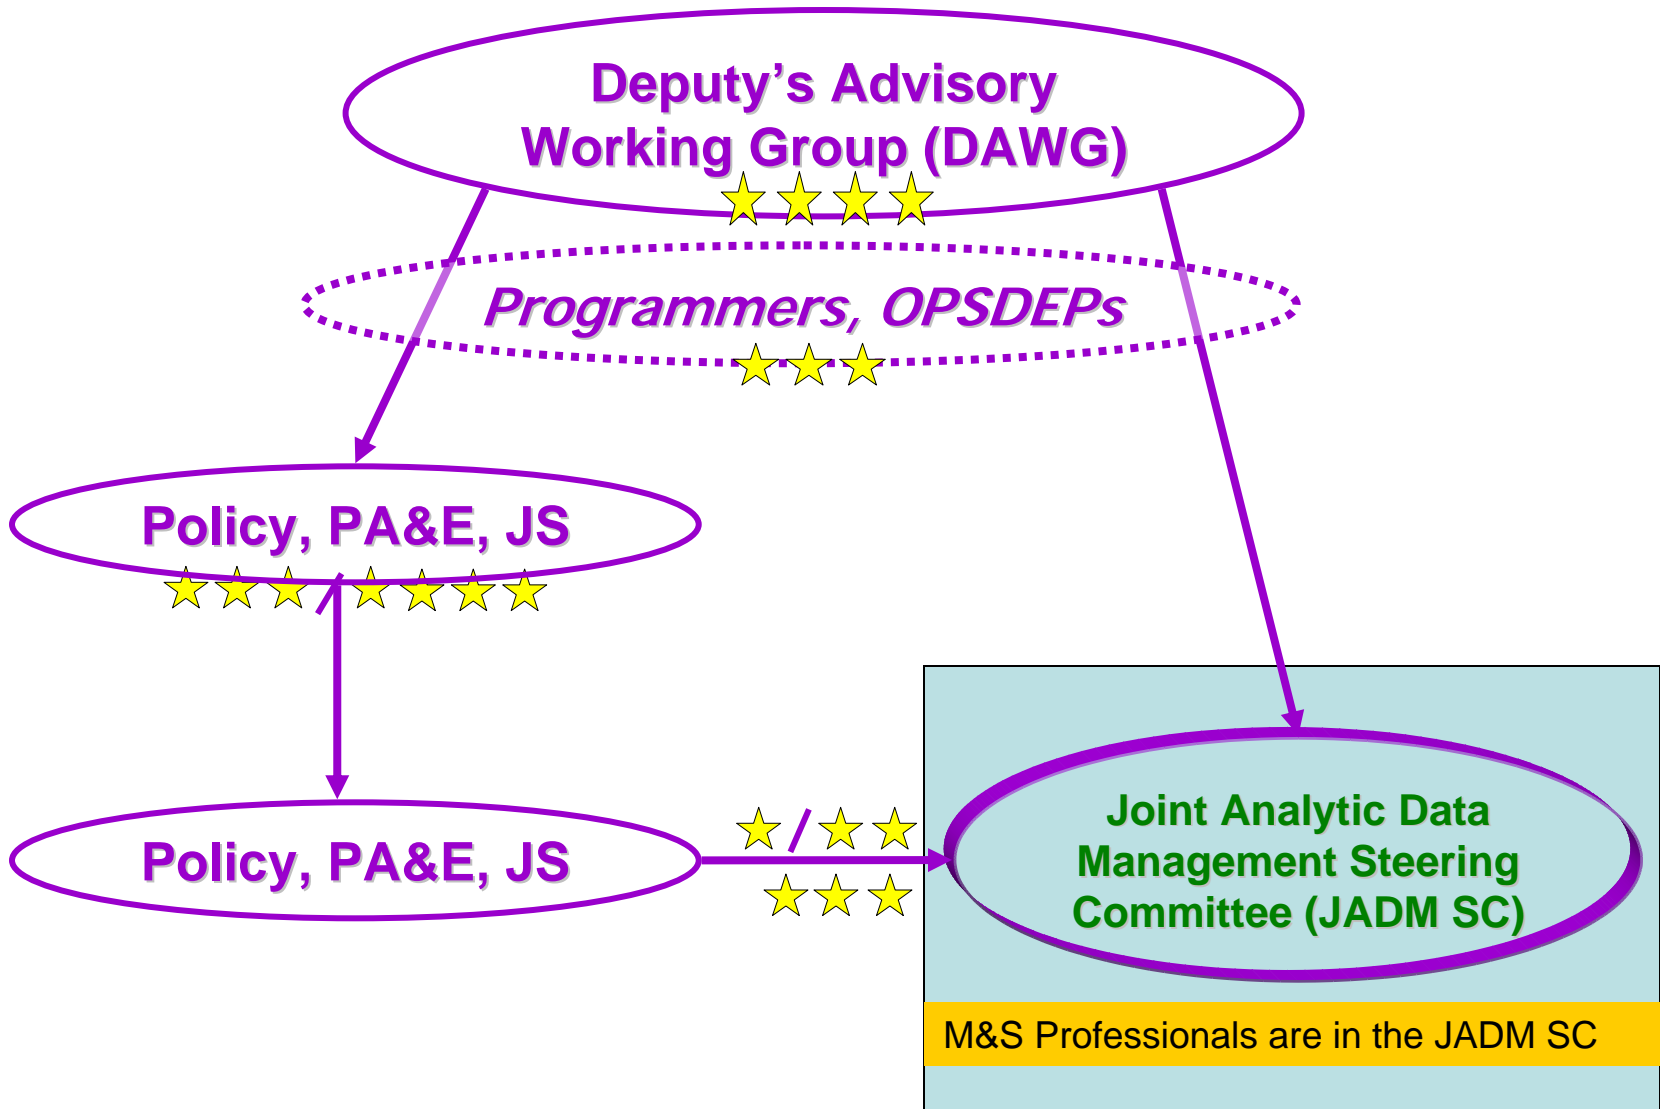 Deputy’s Advisory
Working Group (DAWG)
Programmers, OPSDEPs
Policy, PA&E, JS
/
Policy, PA&E, JS
/
Joint Analytic Data
Management Steering
Committee (JADM SC)
M&S Professionals are in the JADM SC